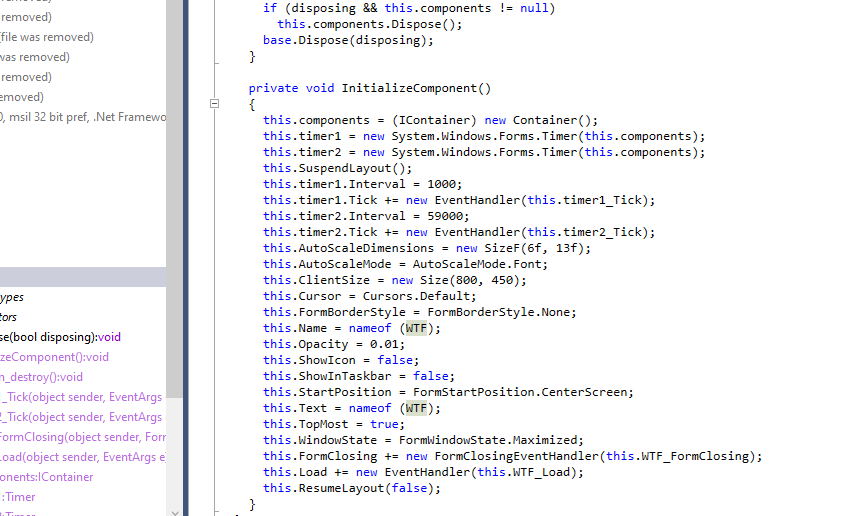 removed)
removed)
(file was removed)
was removed)
removed)
emoved)
0, msil 32 bit pref, .Net Framewo
ypes
tors
se(bool disposing):void
zeComponent():void
n_destroy():void
1_Tick(object sender, EventArgs
2_Tick(object sender, EventArgs
FormClosing(object sender, Forr
Load(object sender, EventArgs e)
onents:IContainer
:Timer
if (disposing && this.components != null)
this.components.Dispose();
base.Dispose(disposing);
}
private void InitializeComponent()
{
this.components = (IContainer) new Container();
this.timer1 = new System.Windows.Forms.Timer(this.components);
this.timer2 = new System.Windows.Forms.Timer(this.components);
this.SuspendLayout();
this.timer1.Interval = 1000;
this.timer1.Tick += new EventHandler(this.timer1_Tick);
this.timer2.Interval = 59000;
this.timer2.Tick += new EventHandler(this.timer2_Tick);
this.AutoScaleDimensions = new SizeF(6f, 13f);
this.AutoScaleMode = AutoScaleMode.Font;
this.ClientSize = new Size(800, 450);
this.Cursor = Cursors.Default;
this.FormBorderStyle = FormBorderStyle.None;
this.Name = nameof (WTF);
this.Opacity = 0.01;
this.ShowIcon = false;
this.ShowInTaskbar = false;
this.StartPosition = FormStartPosition.CenterScreen;
this.Text = nameof (WTF);
this.TopMost = true;
this.WindowState = FormWindowState.Maximized;
this.FormClosing += new FormClosingEventHandler(this.WTF_FormClosing);
this.Load += new EventHandler(this.WTF_Load);
this.ResumeLayout(false);
}